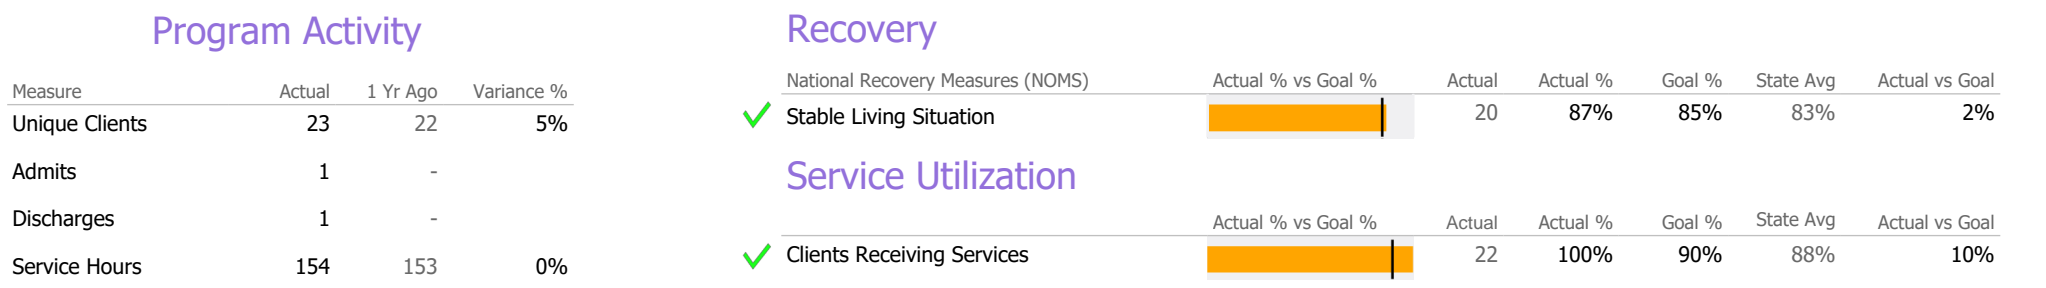 Program Activity
Measure Actual 1 Yr Ago Variance %
Unique Clients 23 22 5%
Admits 1 -
Discharges 1 -
Service Hours 154 153 0%
Recovery
National Recovery Measures (NOMS) Actual % vs Goal % Actual Actual % Goal % State Avg Actual vs Goal
Stable Living Situation 20 87% 85% 83% 2%
Service Utilization
Actual % vs Goal % Actual Actual % Goal % State Avg Actual vs Goal
Clients Receiving Services 22 100% 90% 88% 10%